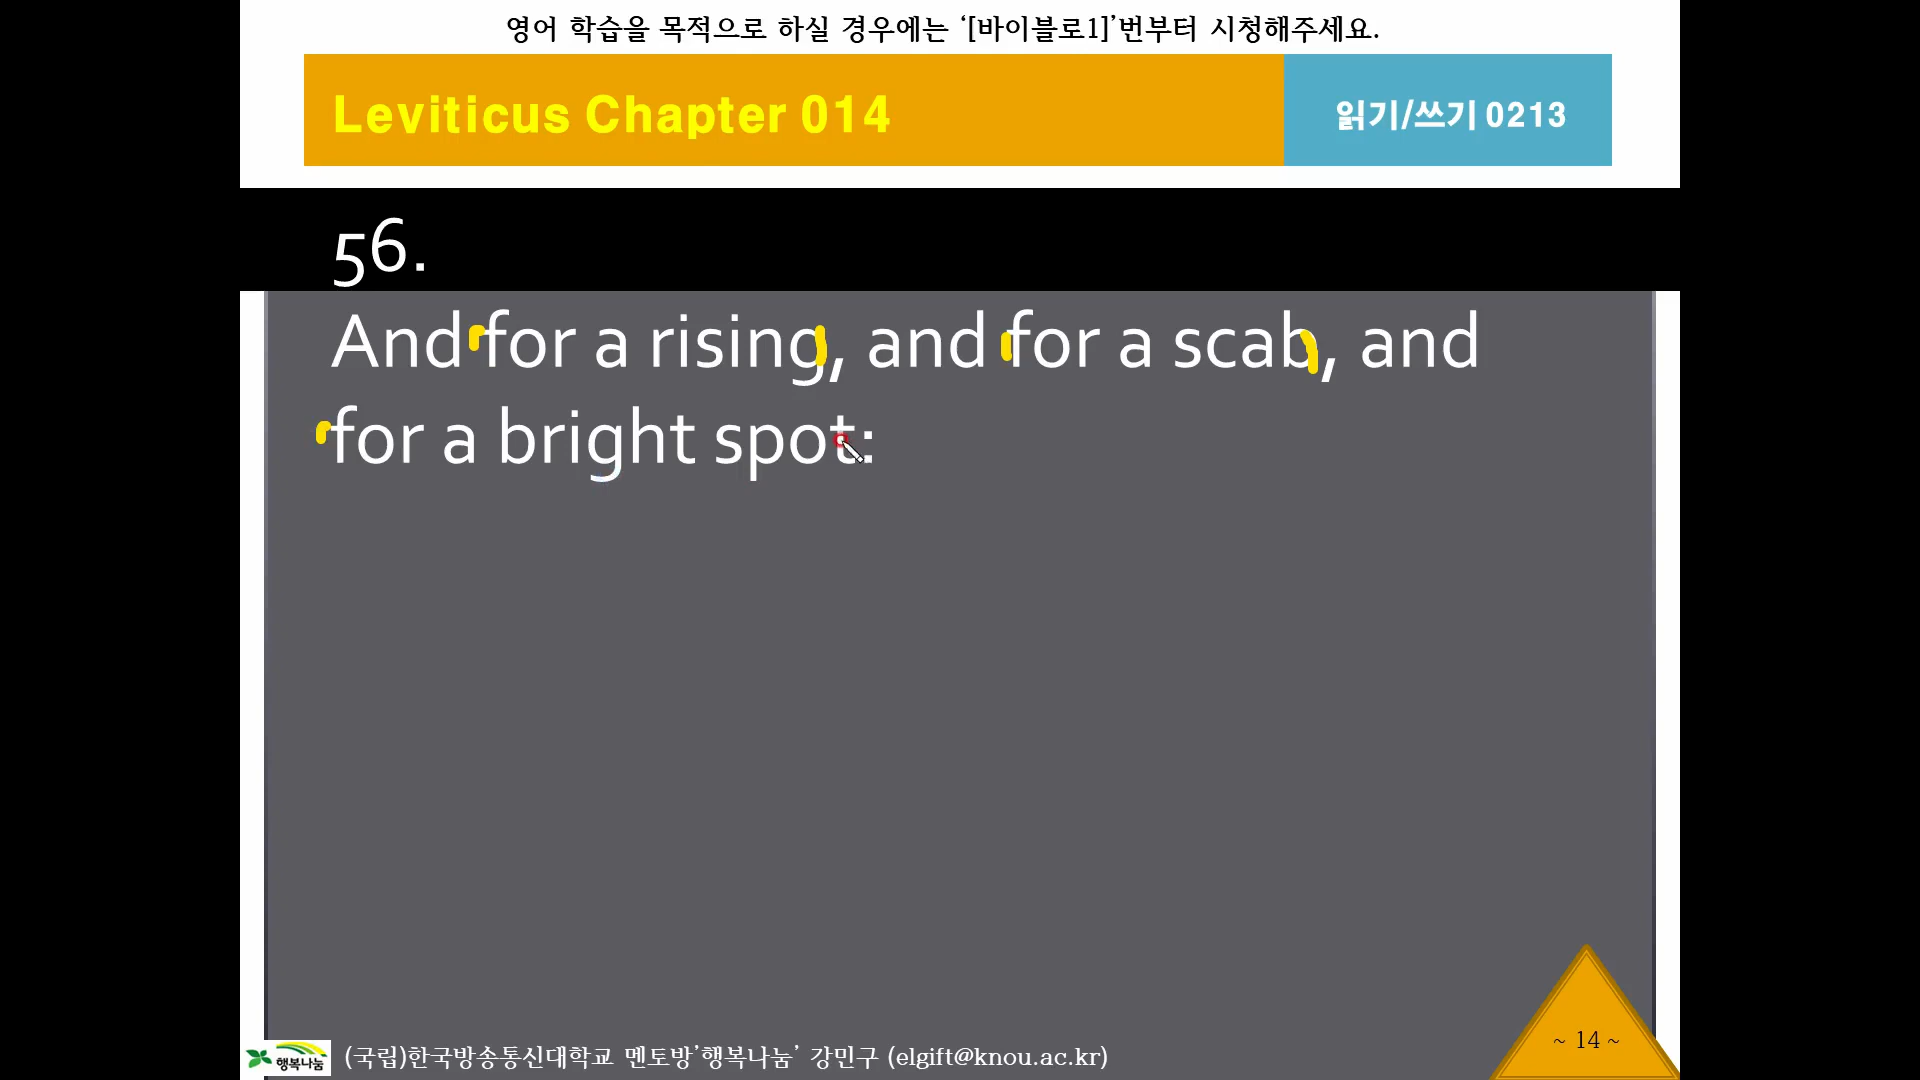 영어 학습을 목적으로 하실 경우에는 ‘[바이블로1]’번부터 시청해주세요.
Leviticus Chapter 014
읽기/쓰기 0213
56.
And for a rising, and for a scab, and
for a bright spot:
~ 14 ~
행복나눔
(국립)한국방송통신대학교 멘토방’행복나눔’ 강민구 (elgift@knou.ac.kr)